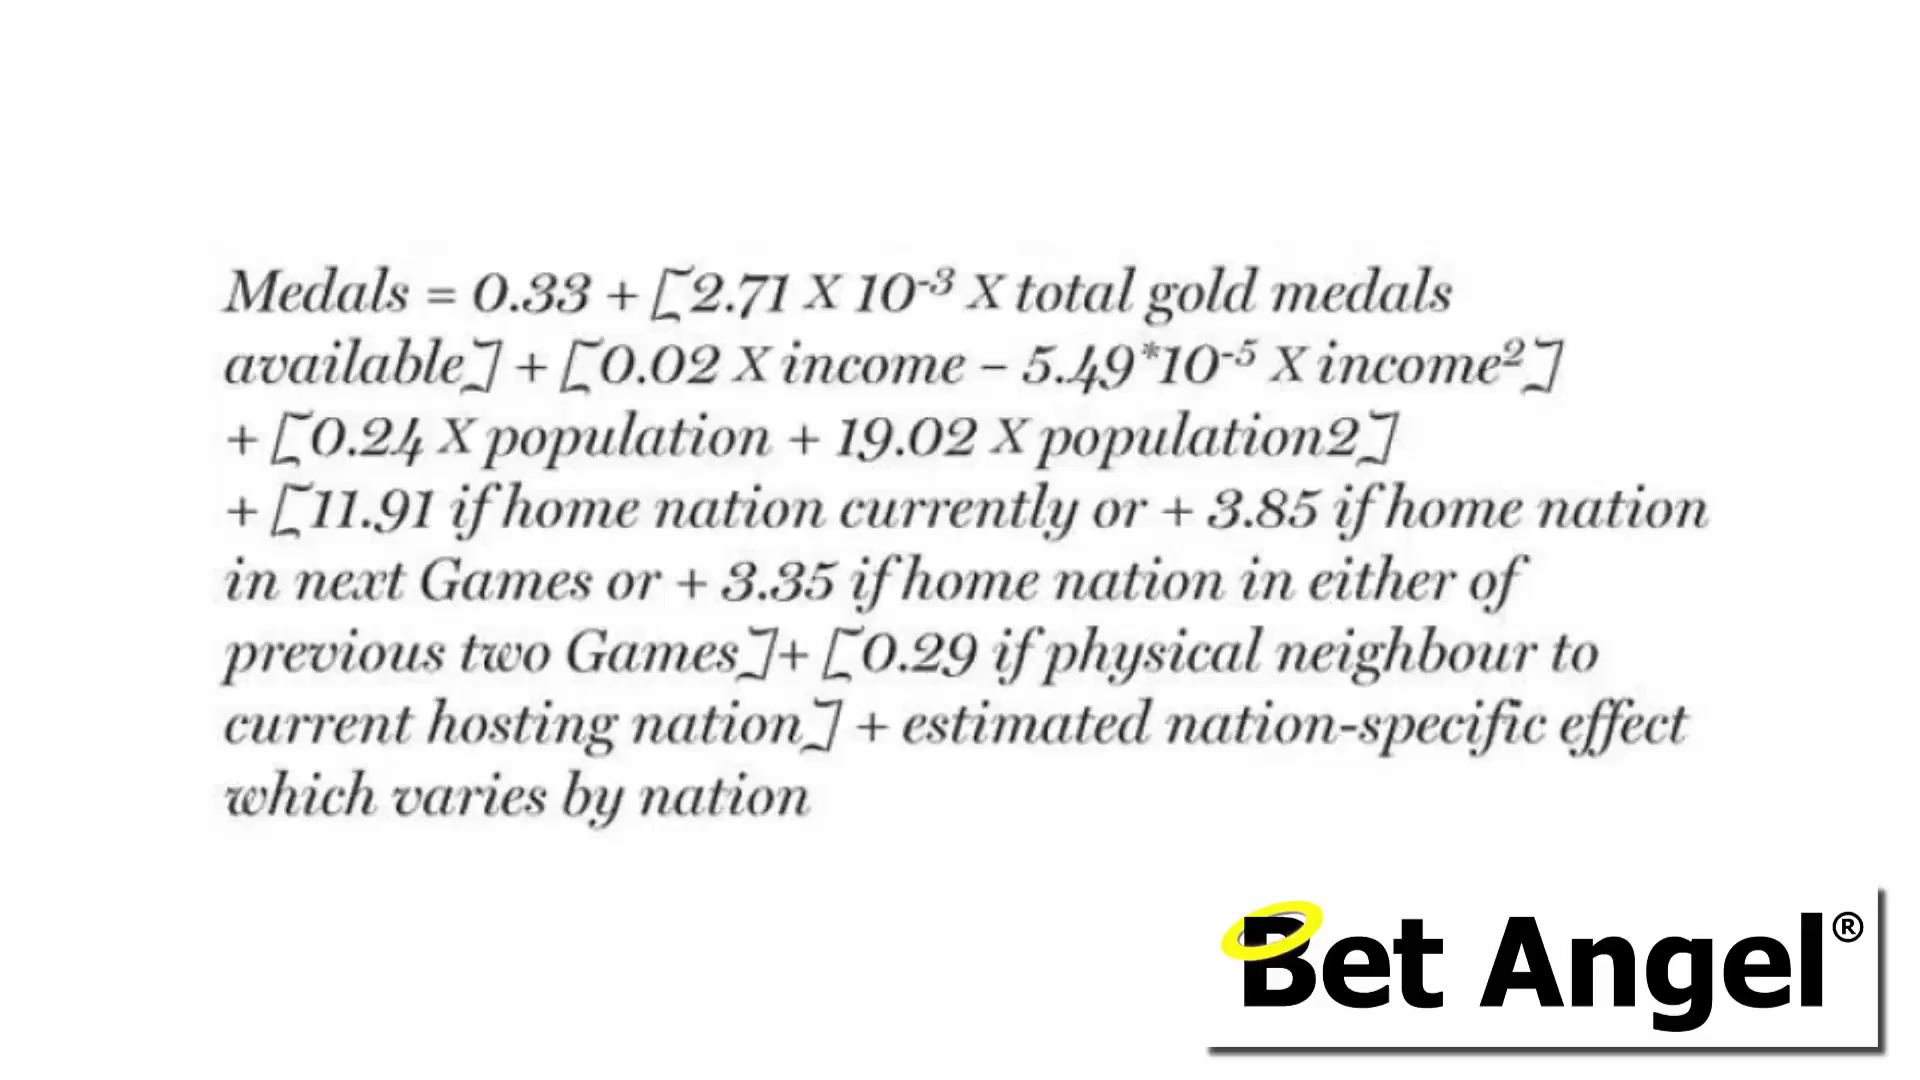 Medals = 0.33 + [2.71 X 10⁻³ X total gold medals
available] + [0.02 X income – 5.49*10⁻⁵ X income²]
+ [0.24 X population + 19.02 X population2]
+ [11.91 if home nation currently or + 3.85 if home nation
in next Games or + 3.35 if home nation in either of
previous two Games]+ [0.29 if physical neighbour to
current hosting nation] + estimated nation-specific effect
which varies by nation
Bet Angel®